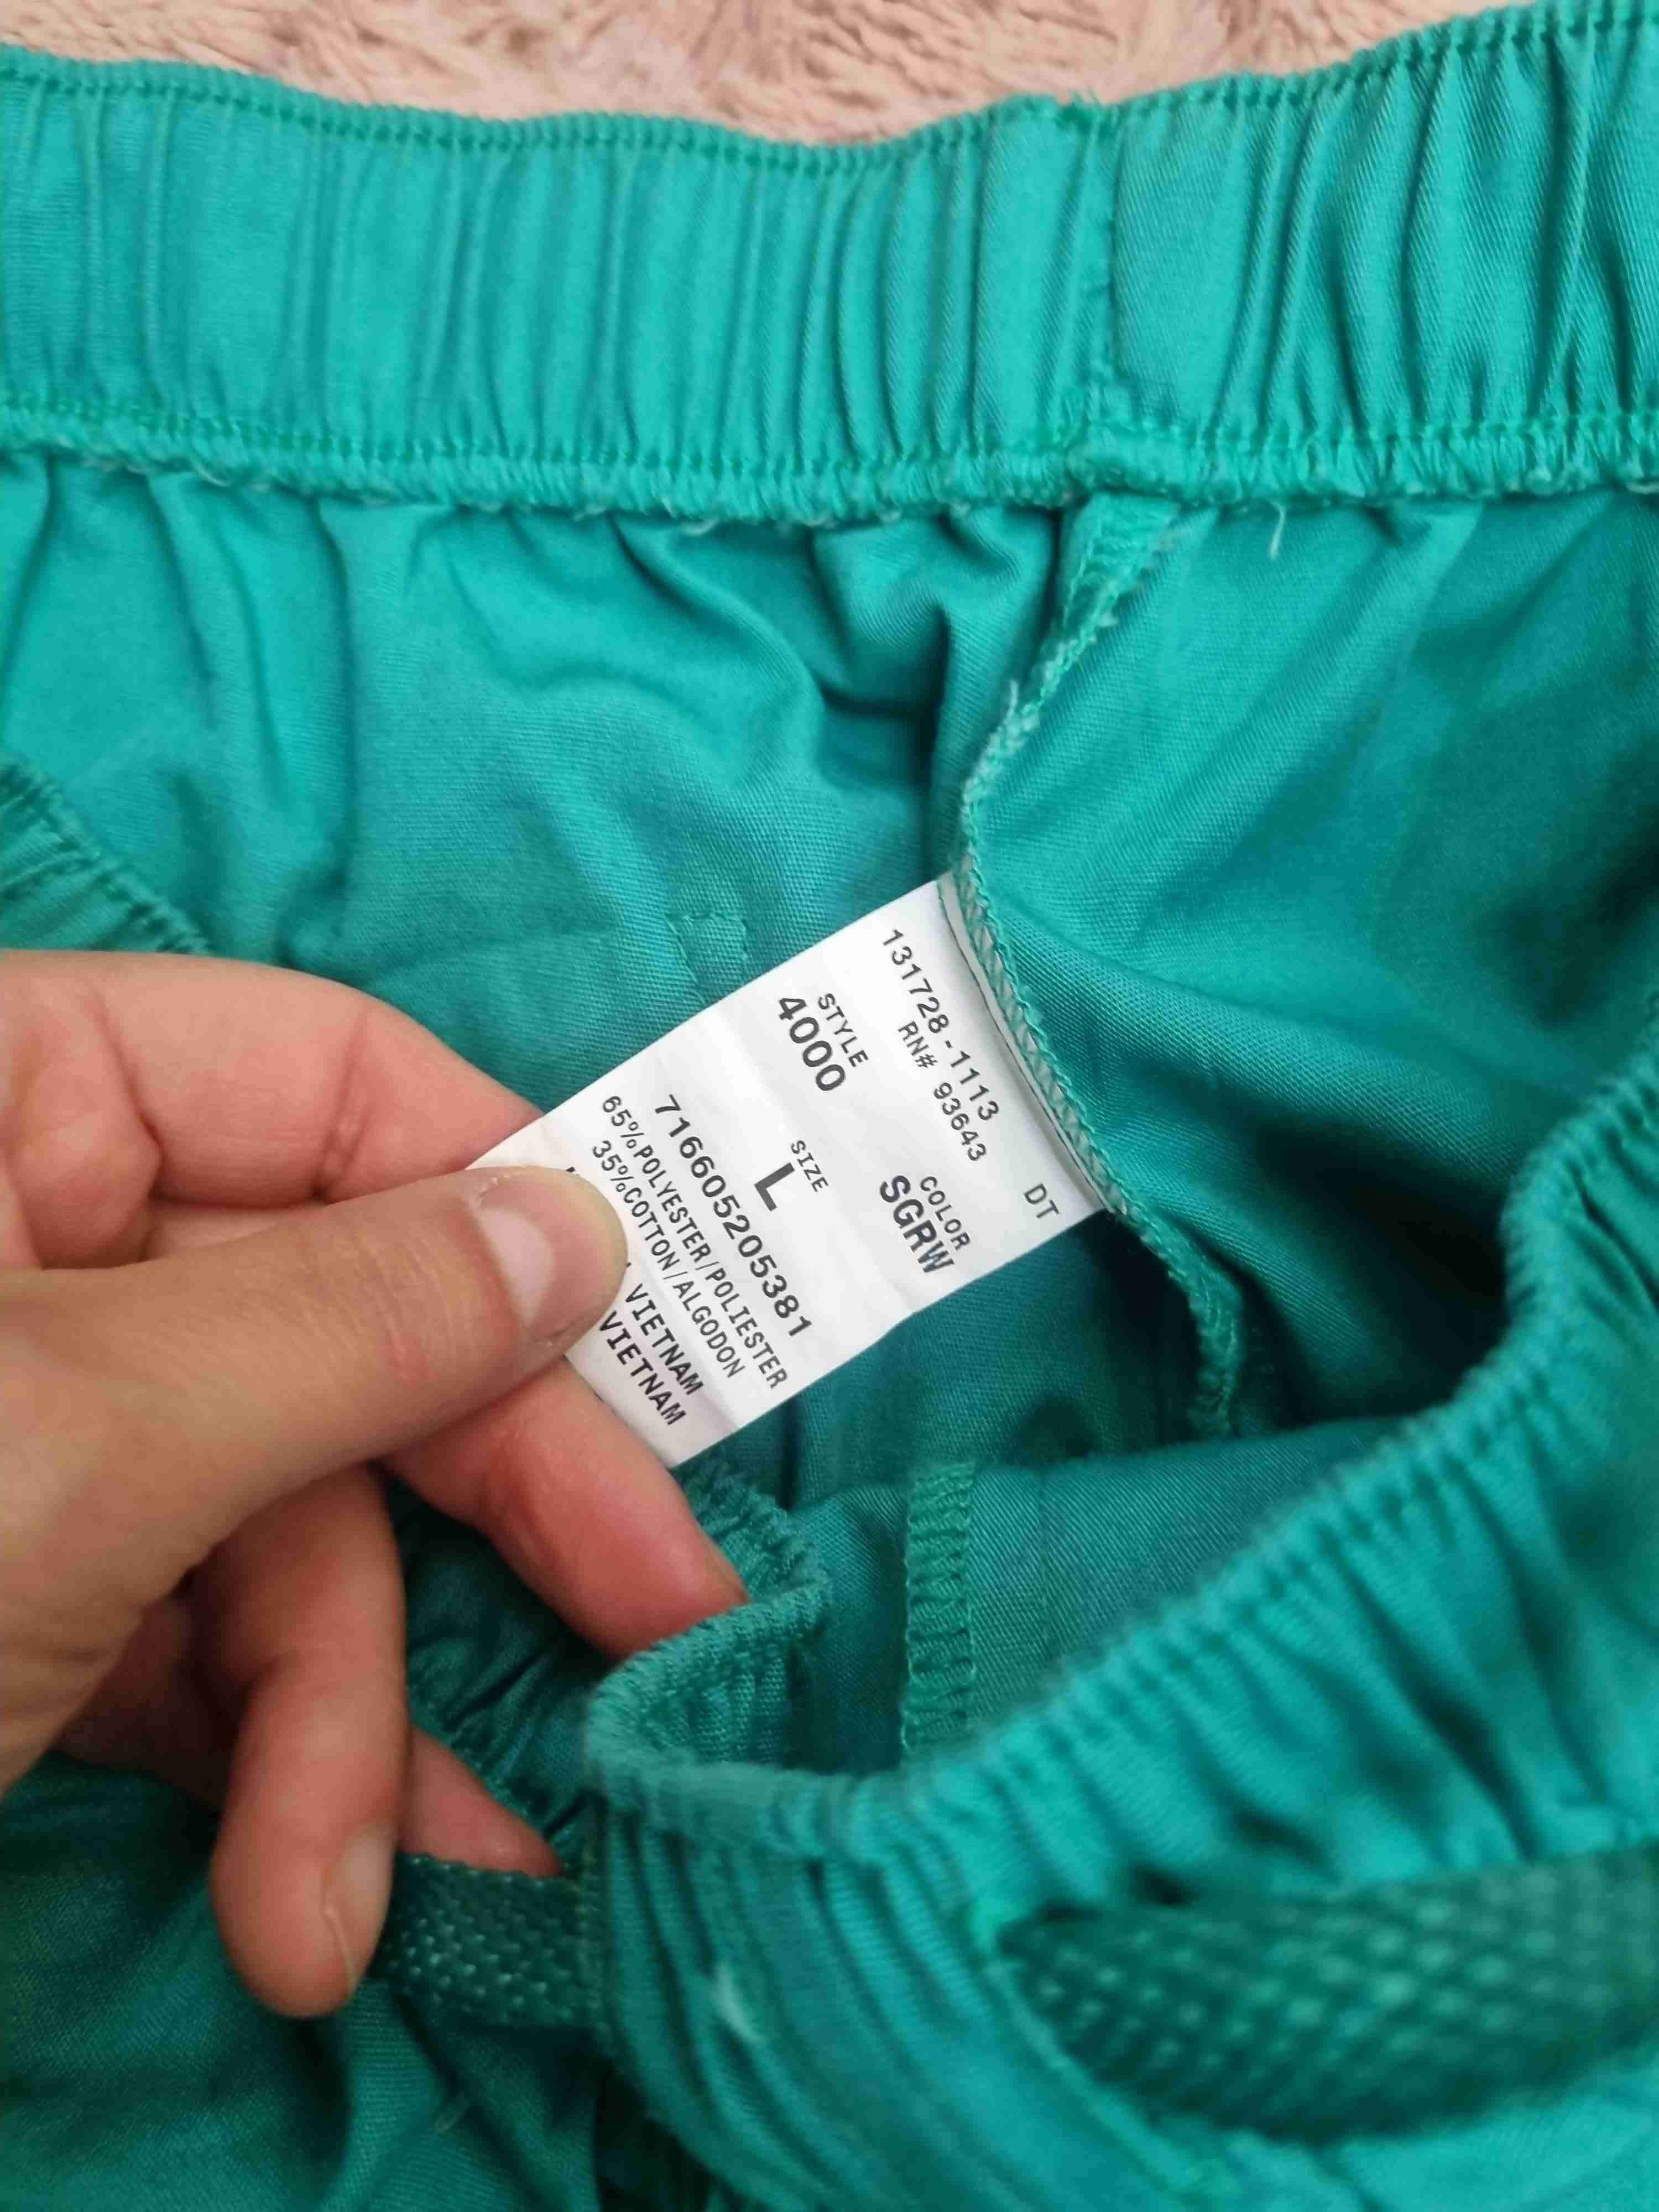 131728-1113 DT
RN# 93643
STYLE COLOR
4000 SGRW
SIZE
L
716605205381
65%POLYESTER/POLIESTER
35%COTTON/ALGODON
VIETNAM
VIETNAM